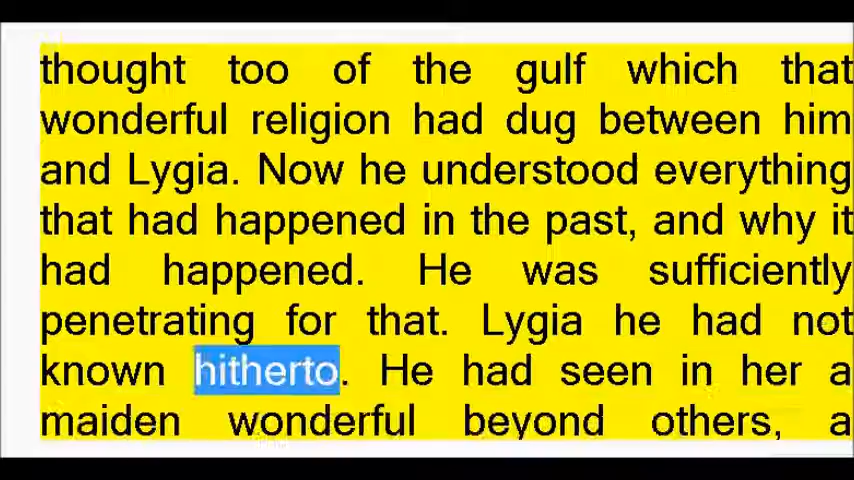 thought too of the gulf which that
wonderful religion had dug between him
and Lygia. Now he understood everything
that had happened in the past, and why it
had happened. He was sufficiently
penetrating for that. Lygia he had not
known hitherto. He had seen in her a
maiden wonderful beyond others, a